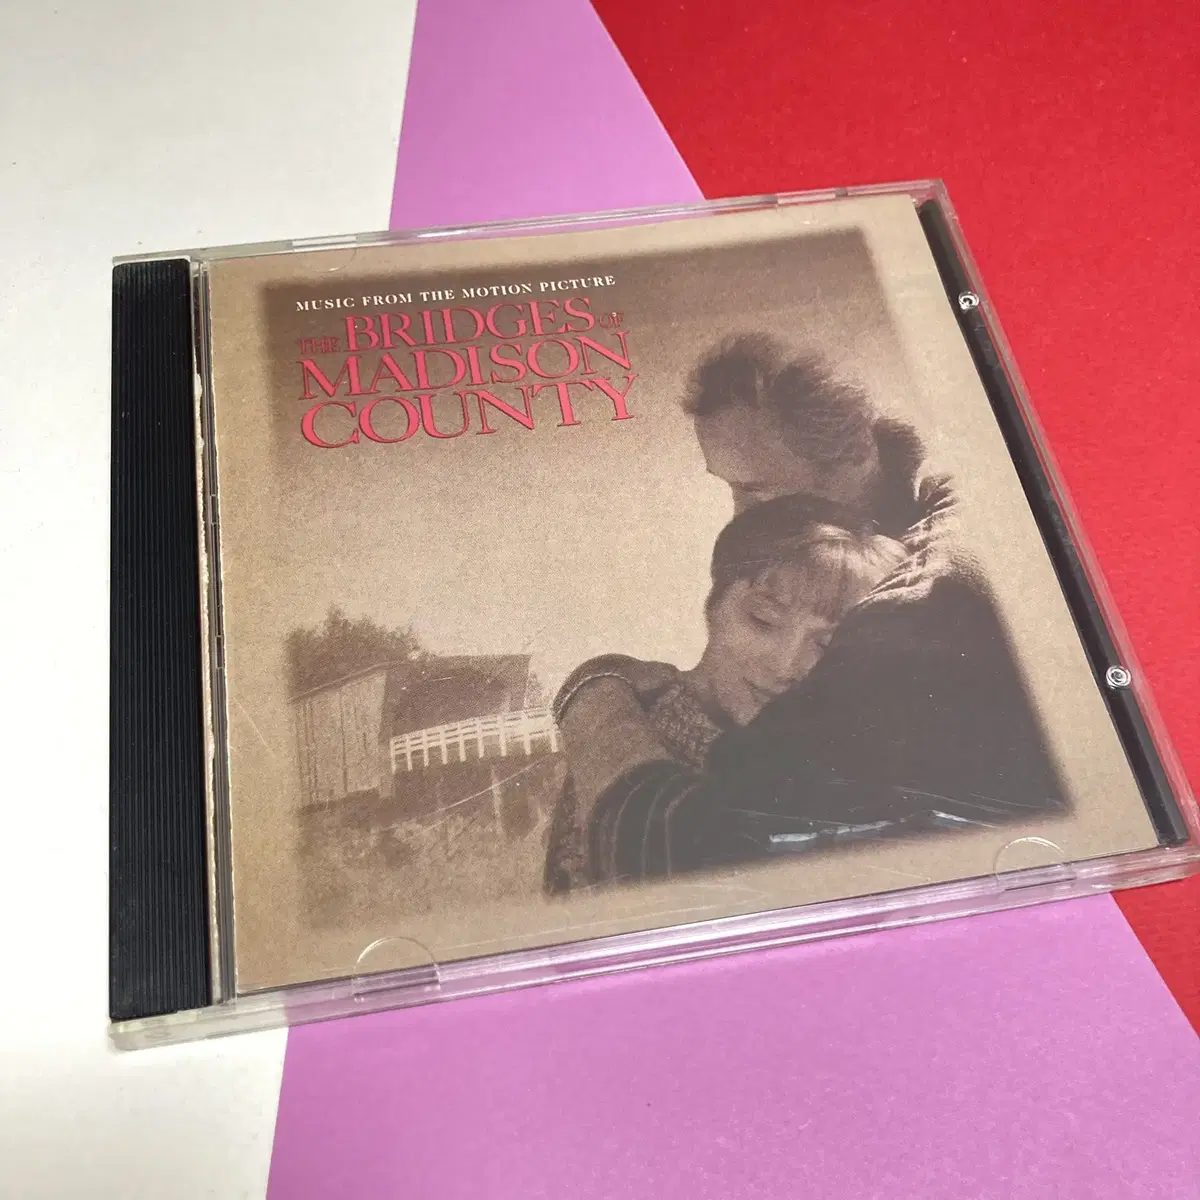 MUSIC FROM THE MOTION PICTURE
THE BRIDGES OF
MADISON
COUNTY